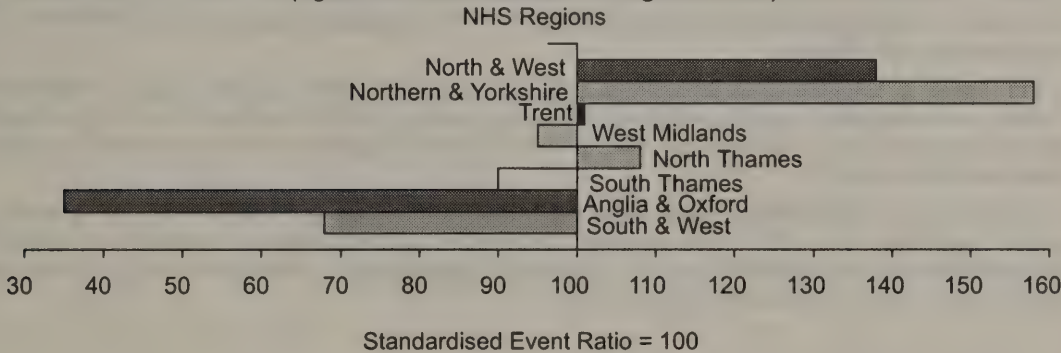 NHS Regions
North & West
Northern & Yorkshire
Trent
West Midlands
North Thames
South Thames
Anglia & Oxford
South & West
30 40 50 60 70 80 90 100 110 120 130 140 150 160
Standardised Event Ratio = 100